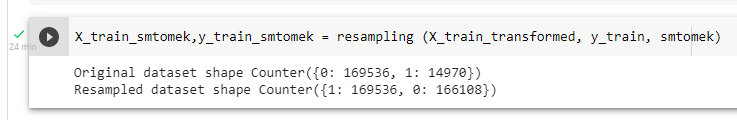 X_train_smtomek,y_train_smtomek = resampling (X_train_transformed, y_train, smtomek)
24 min
Original dataset shape Counter({0: 169536, 1: 14970})
Resampled dataset shape Counter({1: 169536, 0: 166108})